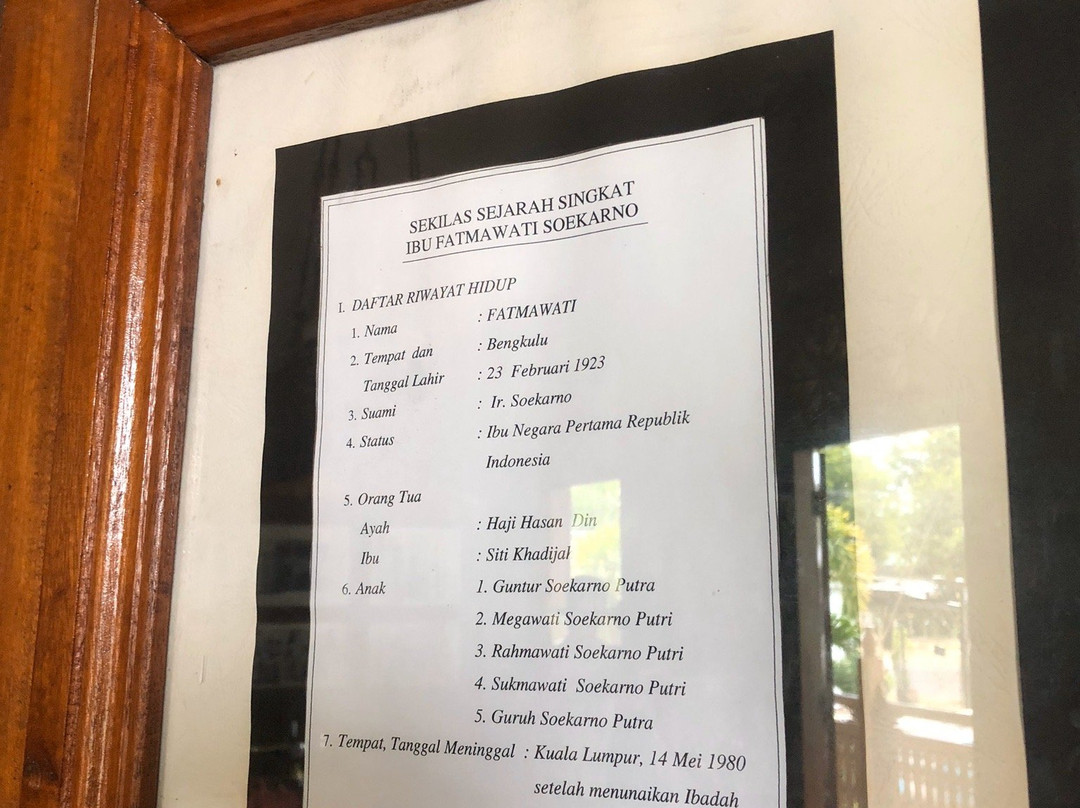 SEKILAS SEJARAH SINGKAT
IBU FATMAWATI SOEKARNO
I. DAFTAR RIWAYAT HIDUP
1. Nama : FATMAWATI
2. Tempat dan : Bengkulu
Tanggal Lahir : 23 Februari 1923
3. Suami : Ir. Soekarno
4. Status : Ibu Negara Pertama Republik
Indonesia
5. Orang Tua
Ayah : Haji Hasan Din
Ibu : Siti Khadijah
6. Anak 1. Guntur Soekarno Putra
2. Megawati Soekarno Putri
3. Rahmawati Soekarno Putri
4. Sukmawati Soekarno Putri
5. Guruh Soekarno Putra
7. Tempat, Tanggal Meninggal : Kuala Lumpur, 14 Mei 1980
setelah menunaikan Ibadah